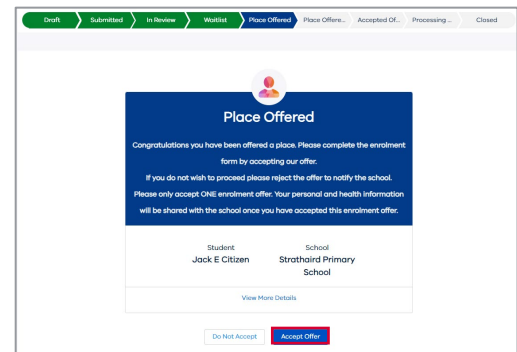 Draft Submitted In Review Waitlist Place Offered Place Offere... Accepted Of... Processing ... Closed
Place Offered
Congratulations you have been offered a place. Please complete the enrolment
form by accepting our offer.
If you do not wish to proceed please reject the offer to notify the school.
Please only accept ONE enrolment offer. Your personal and health information
will be shared with the school once you have accepted this enrolment offer.
Student School
Jack E Citizen Strathaird Primary
School
View More Details
Do Not Accept Accept Offer